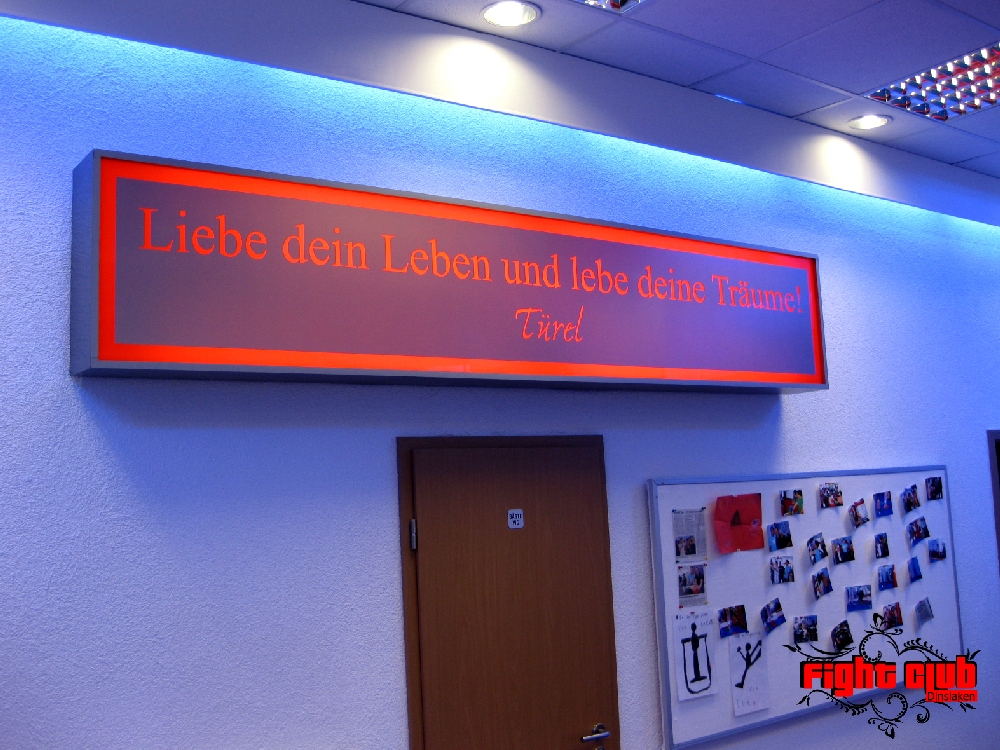 Liebe dein Leben und lebe deine Träume!
Türel
Fight Club
Dinslaken